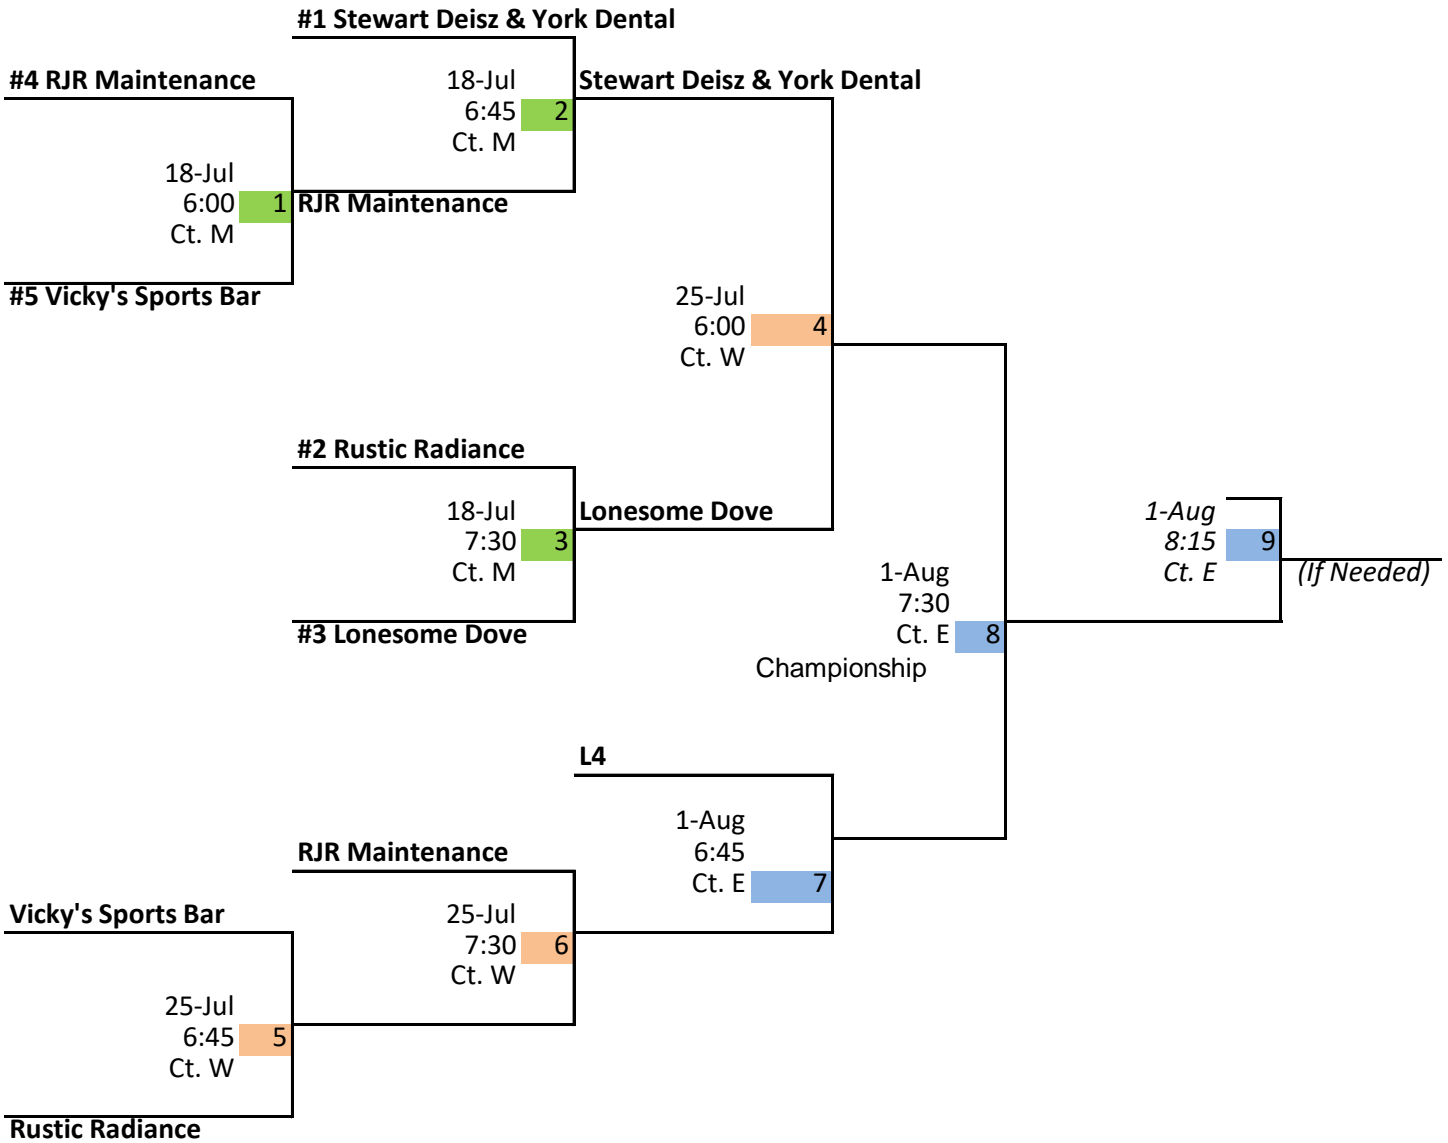 #1 Stewart Deisz & York Dental
#4 RJR Maintenance
18-Jul
6:45
Ct. M
2
Stewart Deisz & York Dental
18-Jul
6:00
Ct. M
1
RJR Maintenance
#5 Vicky's Sports Bar
25-Jul
6:00
Ct. W
4
#2 Rustic Radiance
18-Jul
7:30
Ct. M
3
Lonesome Dove
#3 Lonesome Dove
1-Aug
7:30
Ct. E
8
Championship
1-Aug
8:15
Ct. E
9
(If Needed)
L4
1-Aug
6:45
Ct. E
7
RJR Maintenance
25-Jul
7:30
Ct. W
6
Vicky's Sports Bar
25-Jul
6:45
Ct. W
5
Rustic Radiance